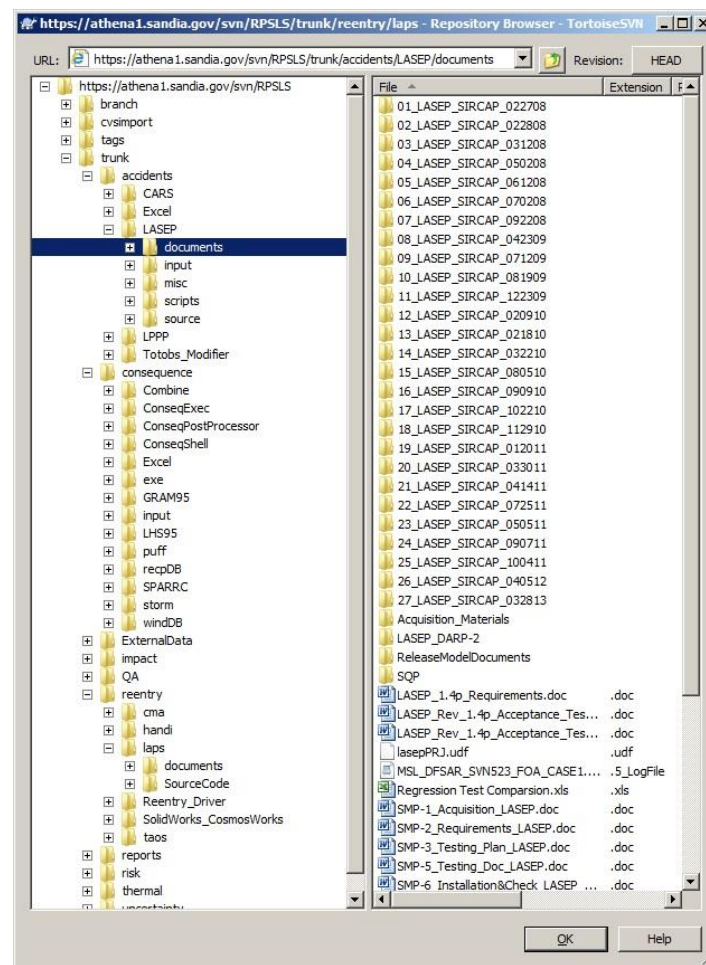 https://athena1.sandia.gov/svn/RPSLS/trunk/reentry/laps - Repository Browser - TortoiseSVN
URL: https://athena1.sandia.gov/svn/RPSLS/trunk/accidents/LASEP/documents Revision: HEAD
https://athena1.sandia.gov/svn/RPSLS
branch
cvsimport
tags
trunk
accidents
CARS
Excel
LASEP
documents
input
misc
scripts
source
LPPP
Totobs_Modifier
consequence
Combine
ConseqExec
ConseqPostProcessor
ConseqShell
Excel
exe
GRAM95
input
LHS95
puff
recpDB
SPARRC
storm
windDB
ExternalData
impact
QA
reentry
cma
handi
laps
documents
SourceCode
Reentry_Driver
SolidWorks_CosmosWorks
taos
reports
risk
thermal
uncertainty
File Extension
01_LASEP_SIRCAP_022708
02_LASEP_SIRCAP_022808
03_LASEP_SIRCAP_031208
04_LASEP_SIRCAP_050208
05_LASEP_SIRCAP_061208
06_LASEP_SIRCAP_070208
07_LASEP_SIRCAP_092208
08_LASEP_SIRCAP_042309
09_LASEP_SIRCAP_071209
10_LASEP_SIRCAP_081909
11_LASEP_SIRCAP_122309
12_LASEP_SIRCAP_020910
13_LASEP_SIRCAP_021810
14_LASEP_SIRCAP_032210
15_LASEP_SIRCAP_080510
16_LASEP_SIRCAP_090910
17_LASEP_SIRCAP_102210
18_LASEP_SIRCAP_112910
19_LASEP_SIRCAP_012011
20_LASEP_SIRCAP_033011
21_LASEP_SIRCAP_041411
22_LASEP_SIRCAP_072511
23_LASEP_SIRCAP_050511
24_LASEP_SIRCAP_090711
25_LASEP_SIRCAP_100411
26_LASEP_SIRCAP_040512
27_LASEP_SIRCAP_032813
Acquisition_Materials
LASEP_DARP-2
ReleaseModelDocuments
SQP
LASEP_1.4p_Requirements.doc .doc
LASEP_Rev_1.4p_Acceptance_Tes... .doc
LASEP_Rev_1.4p_Acceptance_Tes... .doc
lasepPRJ.udf .udf
MSL_DFSAR_SVN523_FOA_CASE1.... .5_LogFile
Regression Test Comparsion.xls .xls
SMP-1_Acquisition_LASEP.doc .doc
SMP-2_Requirements_LASEP.doc .doc
SMP-3_Testing_Plan_LASEP.doc .doc
SMP-5_Testing_Doc_LASEP.doc .doc
SMP-6_Installation&Check_LASEP_... .doc
OK Help